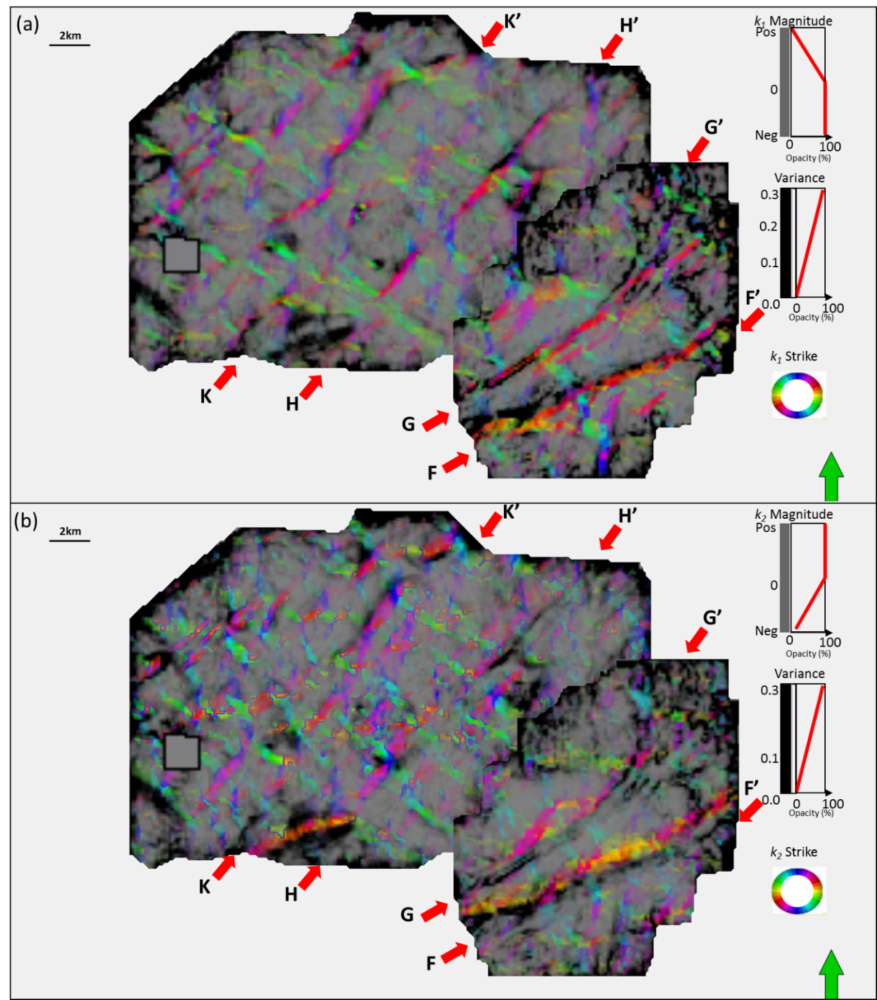 (a)
2km
K’
H’
G’
F’
K
H
G
F
k1 Magnitude
Pos
0
Neg
0 100
Opacity (%)
Variance
0.3
0.2
0.1
0.0
0 100
Opacity (%)
k1 Strike
(b)
2km
K’
H’
G’
F’
K
H
G
F
k2 Magnitude
Pos
0
Neg
0 100
Opacity (%)
Variance
0.3
0.1
0.0
0 100
Opacity (%)
k2 Strike